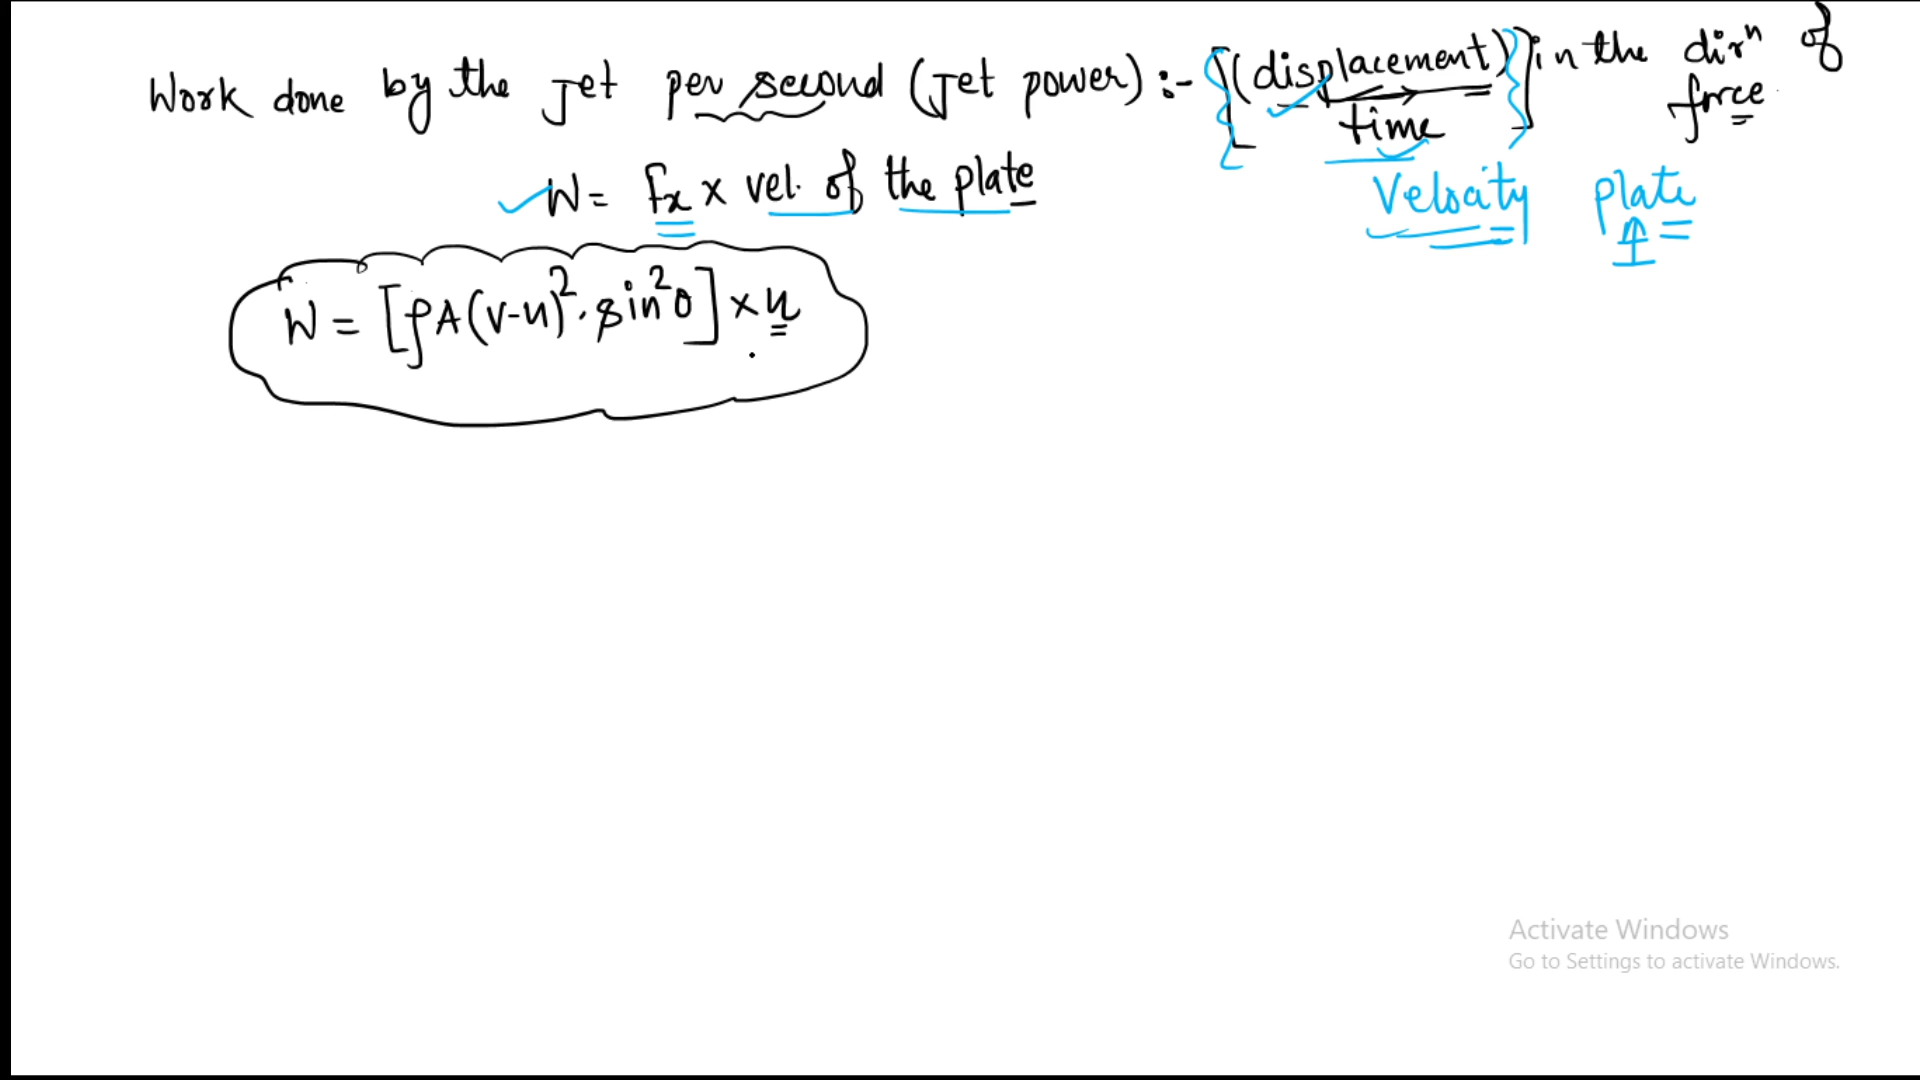 Work done by the Jet per second (Jet power) :- [(displacement)/time] in the dirⁿ of force
W = Fx x vel. of the plate
Velocity plate
W = [ρA(V-u)². sin²θ] x u
Activate Windows
Go to Settings to activate Windows.